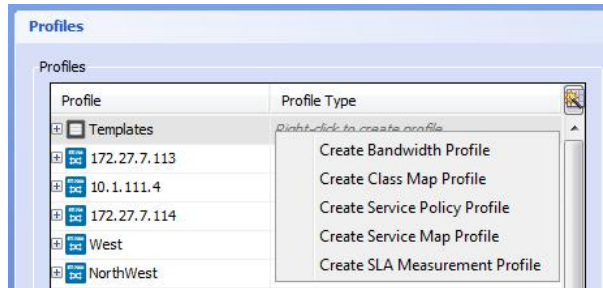 Profiles
Profiles
Profile Profile Type
Templates Right-click to create profile
172.27.7.113 Create Bandwidth Profile
10.1.111.4 Create Class Map Profile
172.27.7.114 Create Service Policy Profile
West Create Service Map Profile
NorthWest Create SLA Measurement Profile